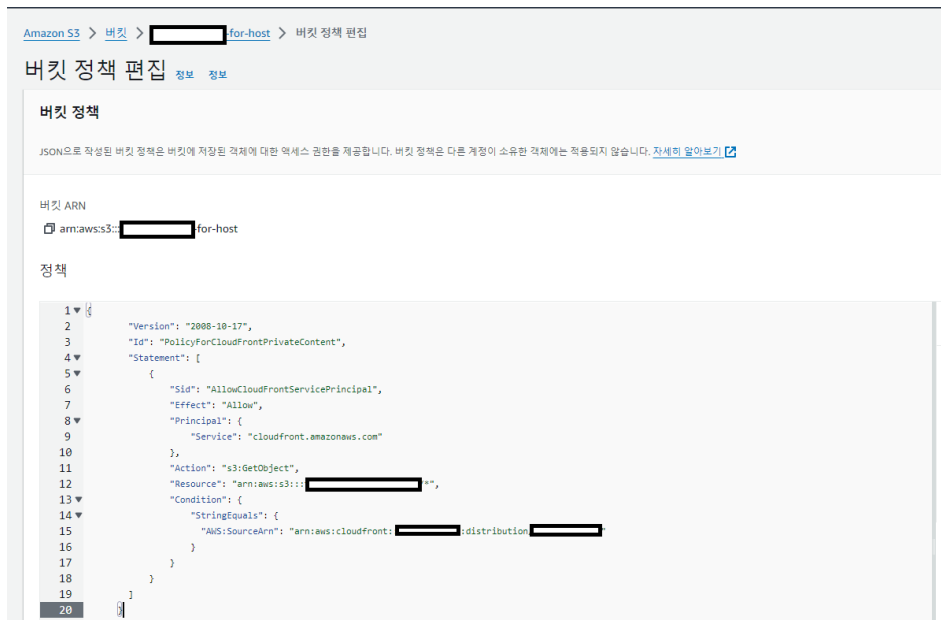 Amazon S3 > 버킷 > -for-host > 버킷 정책 편집
버킷 정책 편집 정보 정보
버킷 정책
JSON으로 작성된 버킷 정책은 버킷에 저장된 객체에 대한 액세스 권한을 제공합니다. 버킷 정책은 다른 계정이 소유한 객체에는 적용되지 않습니다. 자세히 알아보기
버킷 ARN
arn:aws:s3::: -for-host
정책
1 {
2 "Version": "2008-10-17",
3 "Id": "PolicyForCloudFrontPrivateContent",
4 "Statement": [
5 {
6 "Sid": "AllowCloudFrontServicePrincipal",
7 "Effect": "Allow",
8 "Principal": {
9 "Service": "cloudfront.amazonaws.com"
10 },
11 "Action": "s3:GetObject",
12 "Resource": "arn:aws:s3::: *",
13 "Condition": {
14 "StringEquals": {
15 "AWS:SourceArn": "arn:aws:cloudfront: :distribution "
16 }
17 }
18 }
19 ]
20 }